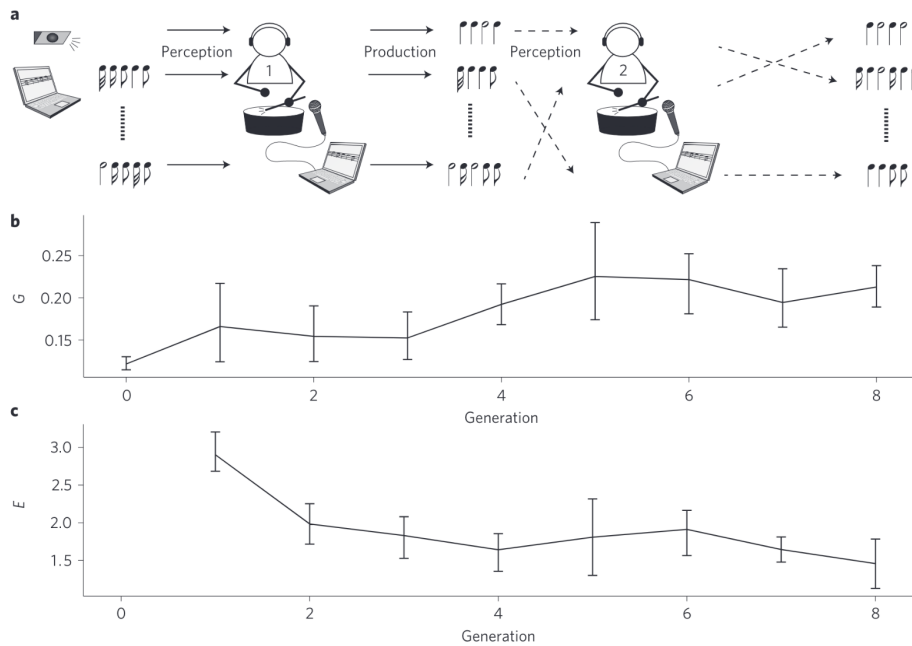 a
Perception
Production
Perception
1
2
b
G
0.25
0.20
0.15
0 2 4 6 8
Generation
c
E
3.0
2.5
2.0
1.5
0 2 4 6 8
Generation